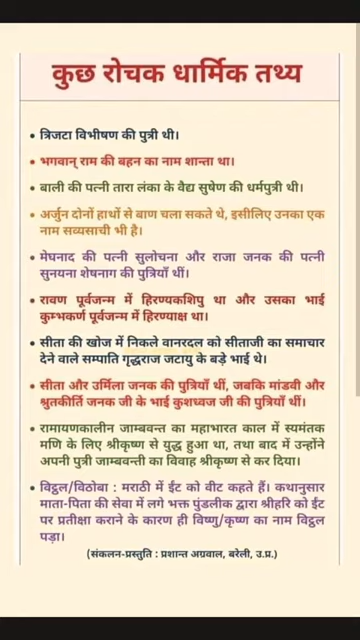 कुछ रोचक धार्मिक तथ्य
• त्रिजटा विभीषण की पुत्री थी।
• भगवान् राम की बहन का नाम शान्ता था।
• बाली की पत्नी तारा लंका के वैद्य सुषेण की धर्मपुत्री थी।
• अर्जुन दोनों हाथों से बाण चला सकते थे, इसीलिए उनका एक
नाम सव्यसाची भी है।
• मेघनाद की पत्नी सुलोचना और राजा जनक की पत्नी
सुनयना शेषनाग की पुत्रियाँ थीं।
• रावण पूर्वजन्म में हिरण्यकशिपु था और उसका भाई
कुम्भकर्ण पूर्वजन्म में हिरण्याक्ष था।
• सीता की खोज में निकले वानरदल को सीताजी का समाचार
देने वाले सम्पाति गृद्धराज जटायु के बड़े भाई थे।
• सीता और उर्मिला जनक की पुत्रियाँ थीं, जबकि मांडवी और
श्रुतकीर्ति जनक जी के भाई कुशध्वज जी की पुत्रियाँ थीं।
• रामायणकालीन जाम्बवन्त का महाभारत काल में स्यमंतक
मणि के लिए श्रीकृष्ण से युद्ध हुआ था, तथा बाद में उन्होंने
अपनी पुत्री जाम्बवन्ती का विवाह श्रीकृष्ण से कर दिया।
• विट्ठल/विठोबा : मराठी में ईंट को वीट कहते हैं। कथानुसार
माता-पिता की सेवा में लगे भक्त पुंडलीक द्वारा श्रीहरि को ईंट
पर प्रतीक्षा कराने के कारण ही विष्णु/कृष्ण का नाम विट्ठल
पड़ा।
(संकलन-प्रस्तुति : प्रशान्त अग्रवाल, बरेली, उ.प्र.)